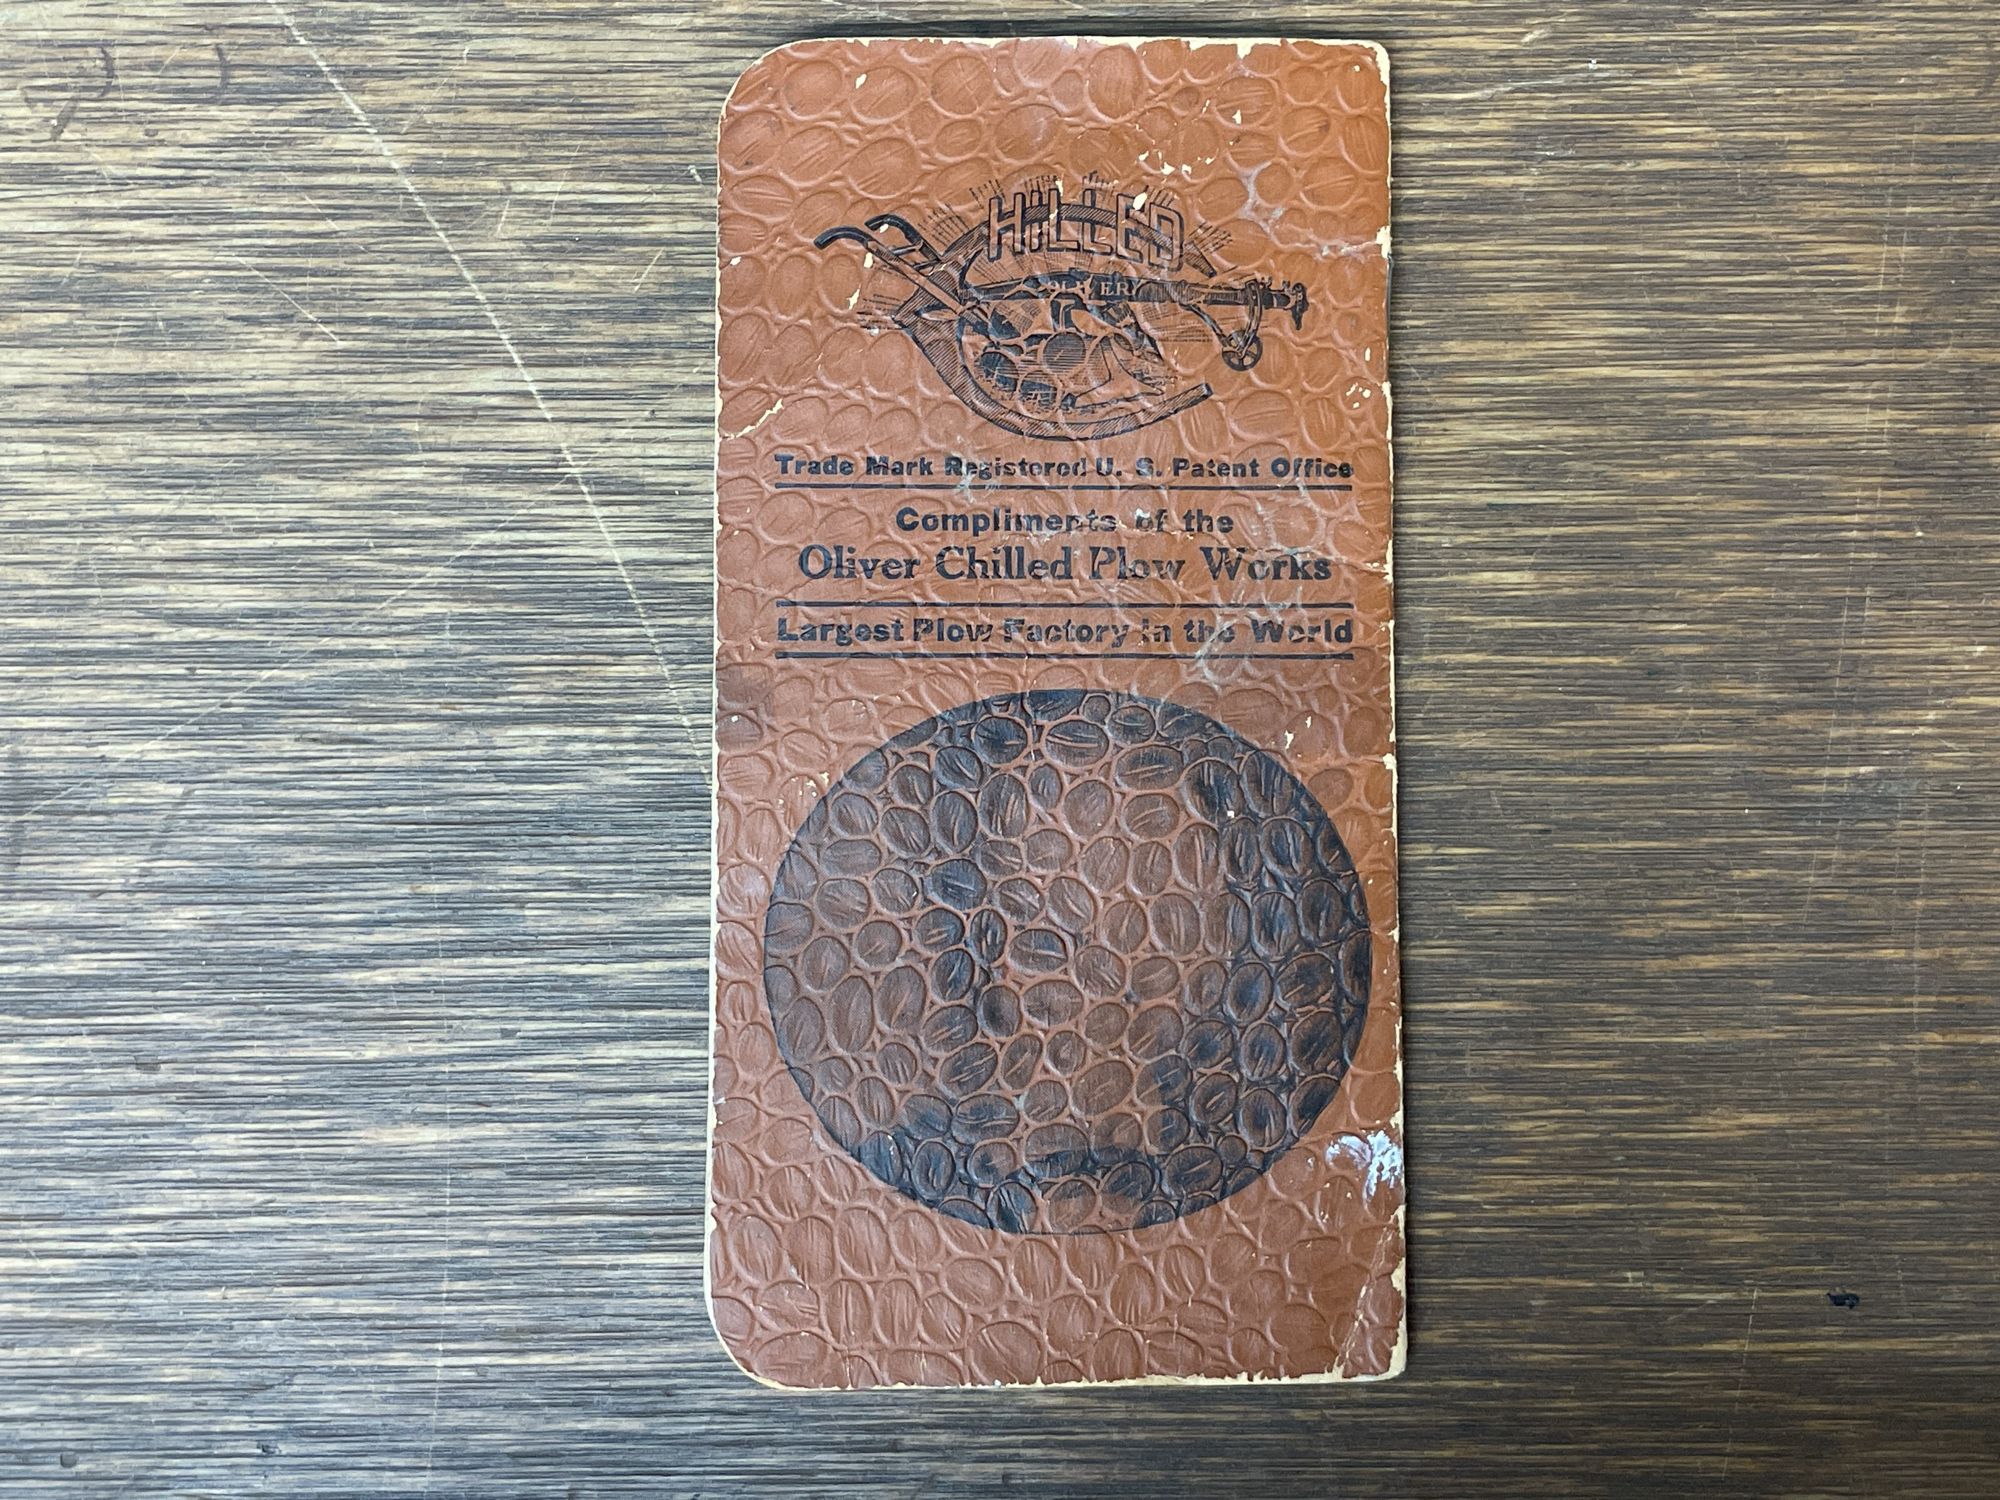 HILLED
OLIVER
Trade Mark Registered U. S. Patent Office
Compliments of the
Oliver Chilled Plow Works
Largest Plow Factory in the World